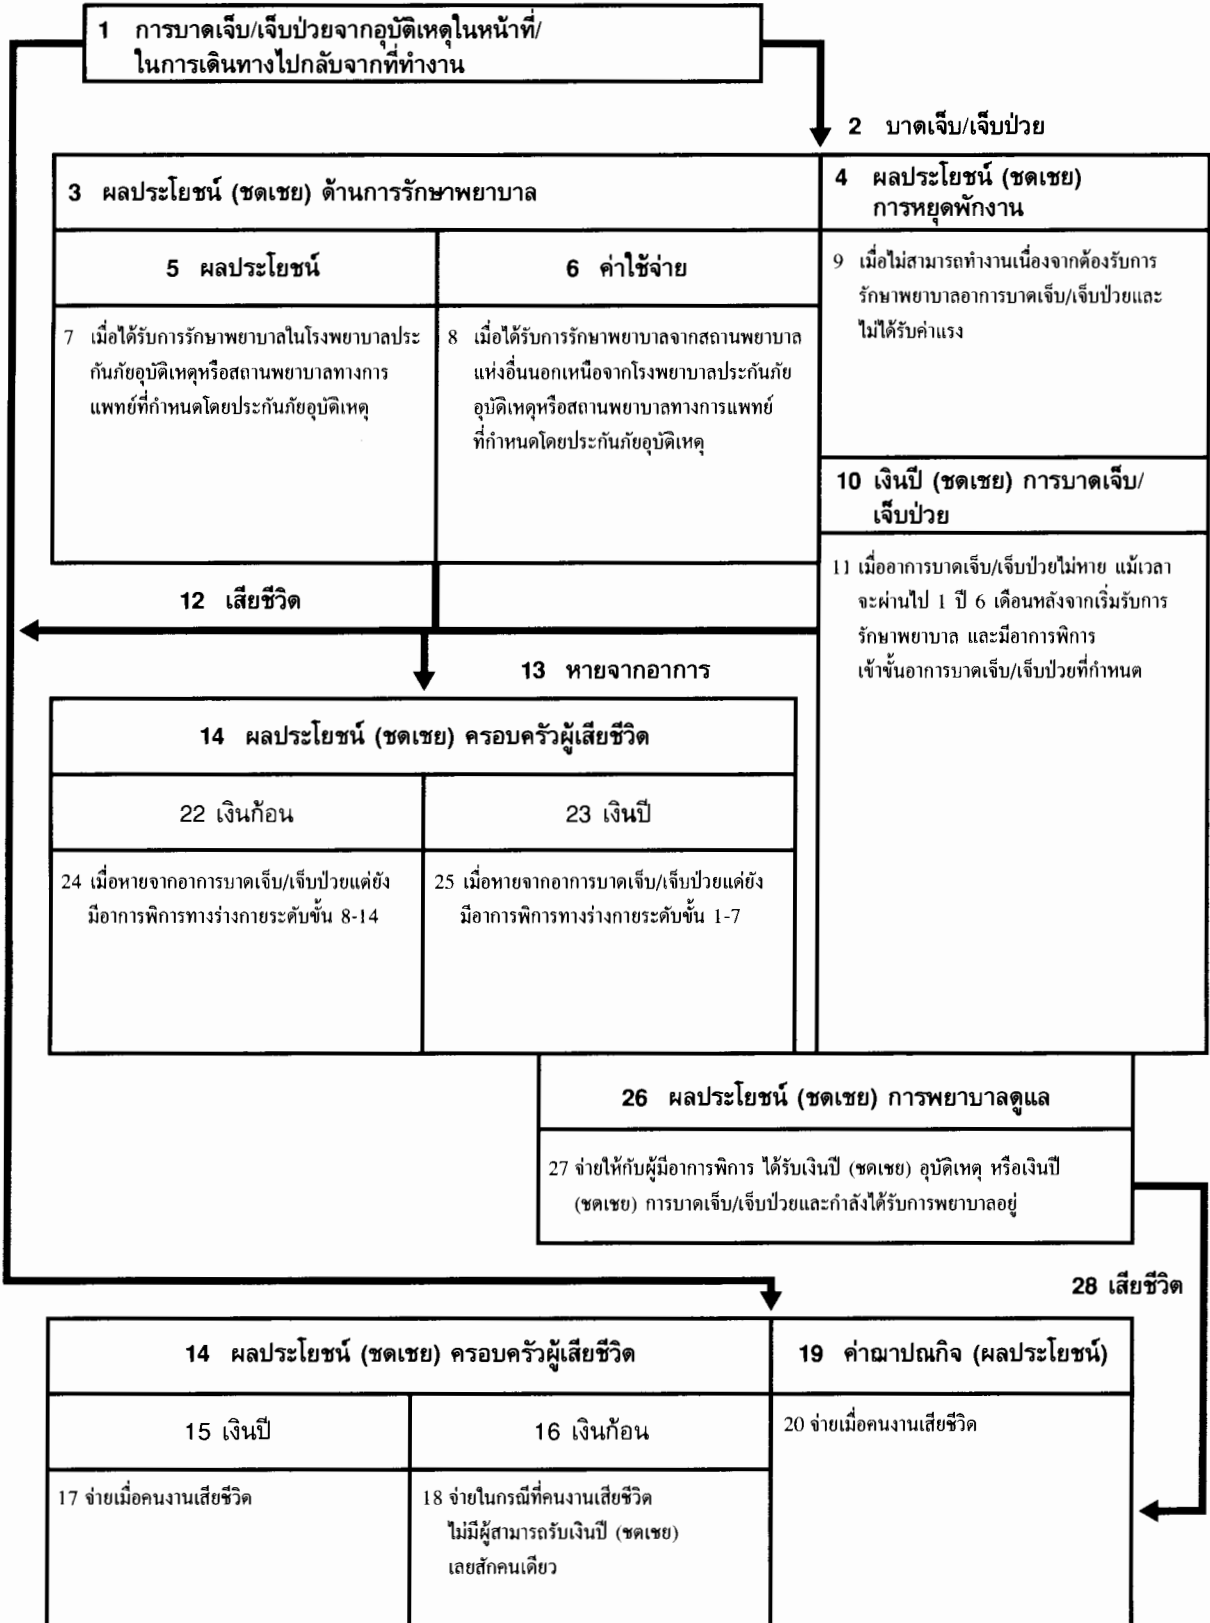 1 การบาดเจ็บ/เจ็บป่วยจากอุบัติเหตุในหน้าที่/
ในการเดินทางไปกลับจากที่ทำงาน
2 บาดเจ็บ/เจ็บป่วย
3 ผลประโยชน์ (ชดเชย) ด้านการรักษาพยาบาล
4 ผลประโยชน์ (ชดเชย)
การหยุดพักงาน
5 ผลประโยชน์
6 ค่าใช้จ่าย
7 เมื่อได้รับการรักษาพยาบาลในโรงพยาบาลประ
กันภัยอุบัติเหตุหรือสถานพยาบาลทางการ
แพทย์ที่กำหนดโดยประกันภัยอุบัติเหตุ
8 เมื่อได้รับการรักษาพยาบาลจากสถานพยาบาล
แห่งอื่นนอกเหนือจากโรงพยาบาลประกันภัย
อุบัติเหตุหรือสถานพยาบาลทางการแพทย์
ที่กำหนดโดยประกันภัยอุบัติเหตุ
9 เมื่อไม่สามารถทำงานเนื่องจากต้องรับการ
รักษาพยาบาลอาการบาดเจ็บ/เจ็บป่วยและ
ไม่ได้รับค่าแรง
10 เงินปี (ชดเชย) การบาดเจ็บ/
เจ็บป่วย
11 เมื่ออาการบาดเจ็บ/เจ็บป่วยไม่หาย แม้เวลา
จะผ่านไป 1 ปี 6 เดือนหลังจากเริ่มรับการ
รักษาพยาบาล และมีอาการพิการ
เข้าขั้นอาการบาดเจ็บ/เจ็บป่วยที่กำหนด
12 เสียชีวิต
13 หายจากอาการ
14 ผลประโยชน์ (ชดเชย) ครอบครัวผู้เสียชีวิต
22 เงินก้อน
23 เงินปี
24 เมื่อหายจากอาการบาดเจ็บ/เจ็บป่วยแต่ยัง
มีอาการพิการทางร่างกายระดับขั้น 8-14
25 เมื่อหายจากอาการบาดเจ็บ/เจ็บป่วยแต่ยัง
มีอาการพิการทางร่างกายระดับขั้น 1-7
26 ผลประโยชน์ (ชดเชย) การพยาบาลดูแล
27 จ่ายให้กับผู้มีอาการพิการ ได้รับเงินปี (ชดเชย) อุบัติเหตุ หรือเงินปี
(ชดเชย) การบาดเจ็บ/เจ็บป่วยและกำลังได้รับการพยาบาลอยู่
28 เสียชีวิต
14 ผลประโยชน์ (ชดเชย) ครอบครัวผู้เสียชีวิต
19 ค่าฌาปณกิจ (ผลประโยชน์)
15 เงินปี
16 เงินก้อน
20 จ่ายเมื่อคนงานเสียชีวิต
17 จ่ายเมื่อคนงานเสียชีวิต
18 จ่ายในกรณีที่คนงานเสียชีวิต
ไม่มีผู้สามารถรับเงินปี (ชดเชย)
เลยสักคนเดียว